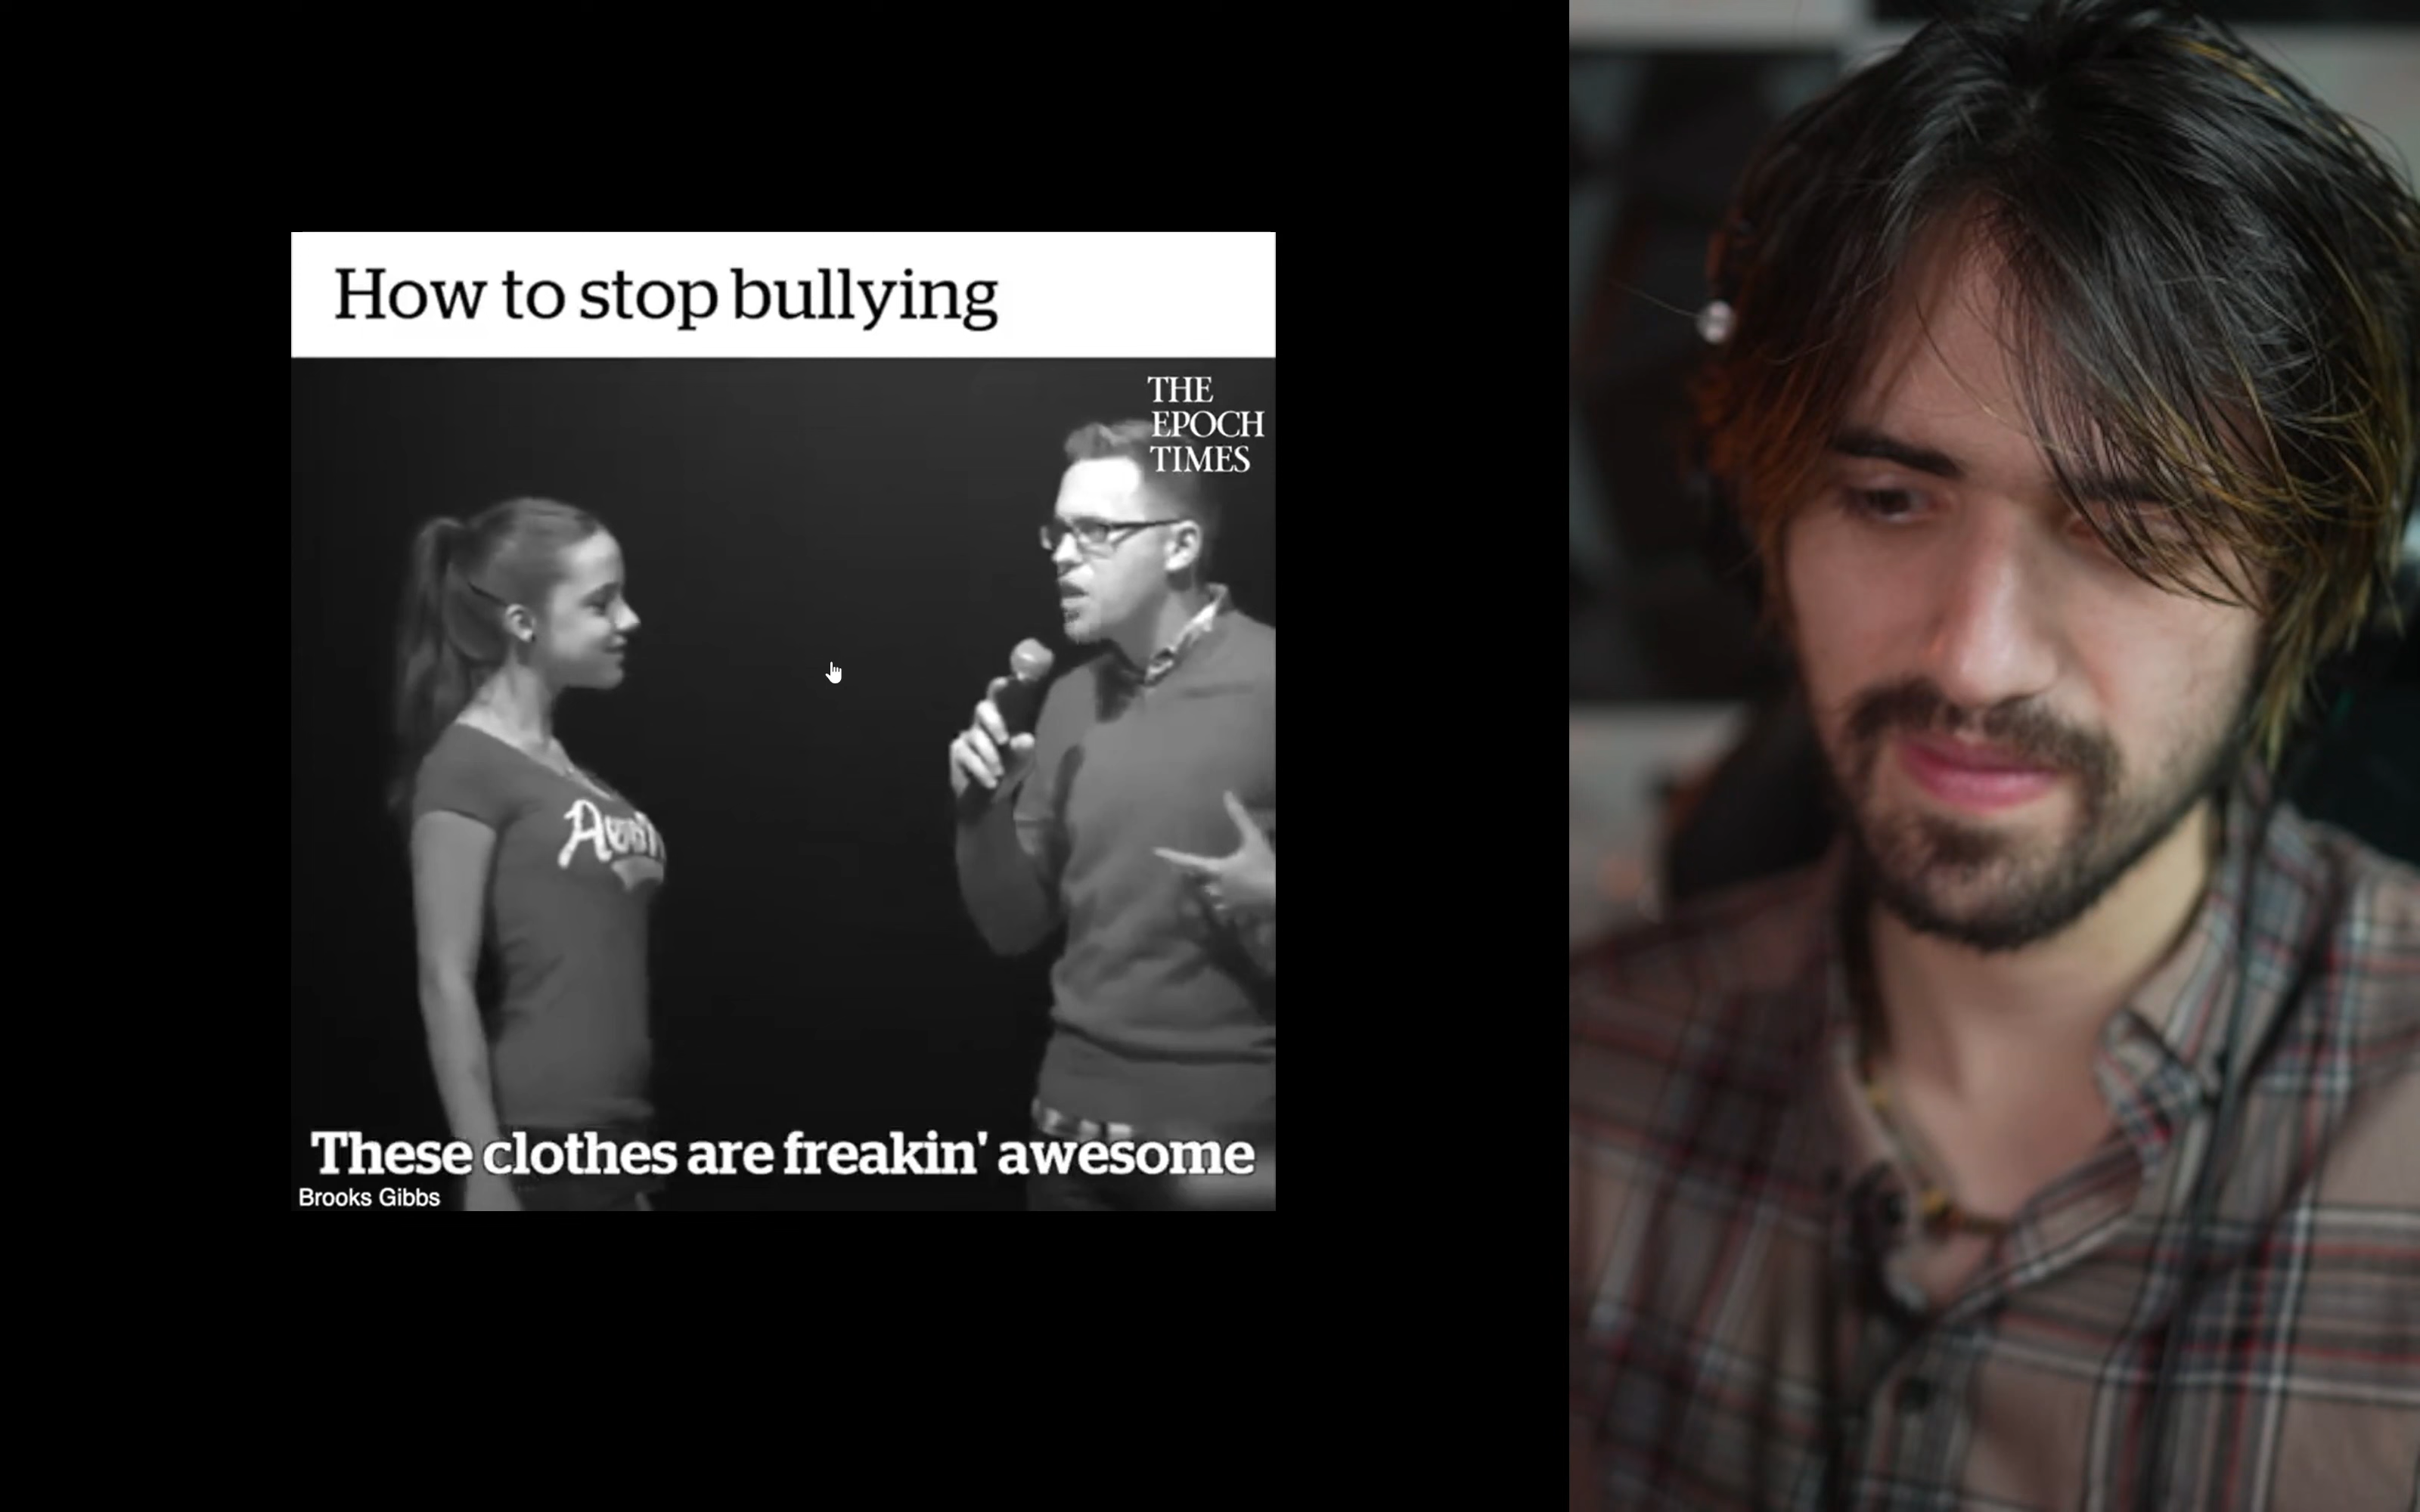 How to stop bullying
THE
EPOCH
TIMES
These clothes are freakin' awesome
Brooks Gibbs